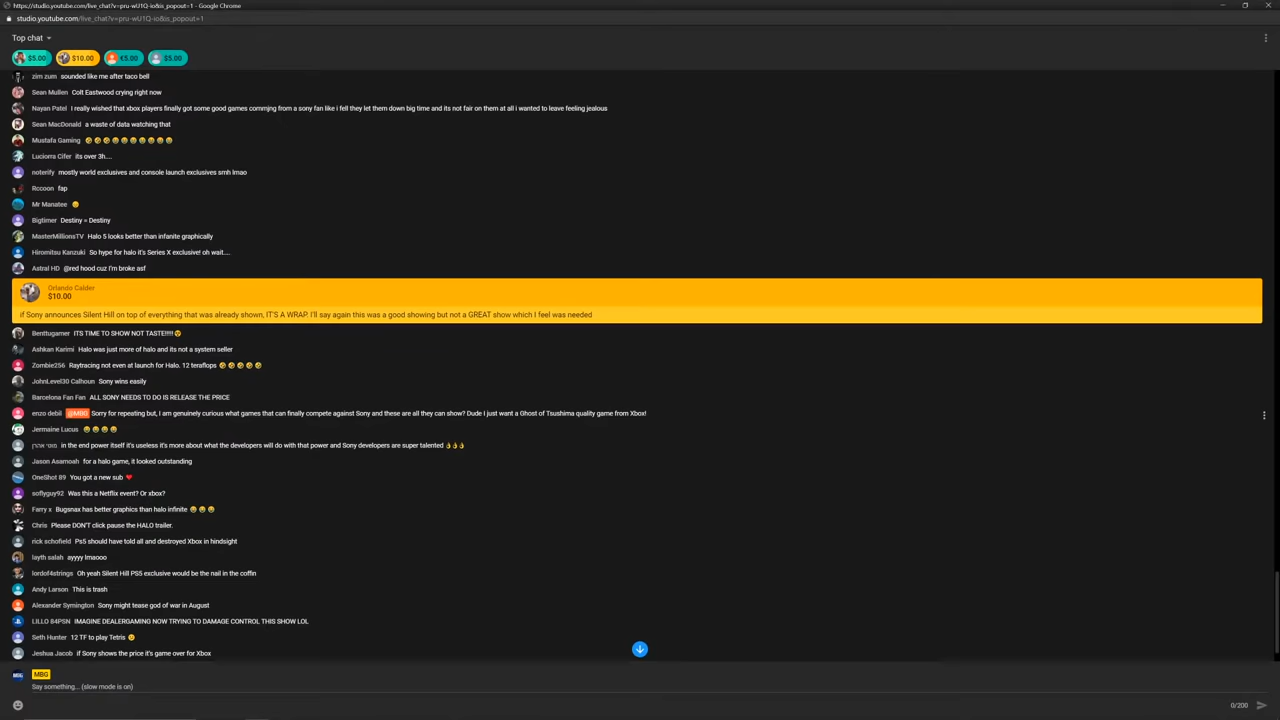 https://studio.youtube.com/live_chat?v=pru-wU1Q-io&is_popout=1 - Google Chrome
studio.youtube.com/live_chat?v=pru-wU1Q-io&is_popout=1
Top chat
$5.00 $10.00 €5.00 $5.00
zim zum sounded like me after taco bell
Sean Mullen Colt Eastwood crying right now
Nayan Patel I really wished that xbox players finally got some good games commjng from a sony fan like i fell they let them down big time and its not fair on them at all i wanted to leave feeling jealous
Sean MacDonald a waste of data watching that
Mustafa Gaming
Luciorra Cifer its over 3h....
noterify mostly world exclusives and console launch exclusives smh lmao
Rccoon fap
Mr Manatee
Bigtimer Destiny = Destiny
MasterMillionsTV Halo 5 looks better than infanite graphically
Hiromitsu Kanzuki So hype for halo it's Series X exclusive! oh wait....
Astral HD @red hood cuz I'm broke asf
Orlando Calder
$10.00
if Sony announces Silent Hill on top of everything that was already shown, IT'S A WRAP. I'll say again this was a good showing but not a GREAT show which I feel was needed
Benttugamer ITS TIME TO SHOW NOT TASTE!!!!!
Ashkan Karimi Halo was just more of halo and its not a system seller
Zombie256 Raytracing not even at launch for Halo. 12 teraflops
JohnLevel30 Calhoun Sony wins easily
Barcelona Fan Fan ALL SONY NEEDS TO DO IS RELEASE THE PRICE
enzo debil @MBG Sorry for repeating but, I am genuinely curious what games that can finally compete against Sony and these are all they can show? Dude I just want a Ghost of Tsushima quality game from Xbox!
Jermaine Lucus
מוטי אהרן in the end power itself it's useless it's more about what the developers will do with that power and Sony developers are super talented 👌👌👌
Jason Asamoah for a halo game, it looked outstanding
OneShot 89 You got a new sub ❤
soflyguy92 Was this a Netflix event? Or xbox?
Farry x Bugsnax has better graphics than halo infinite
Chris Please DON'T click pause the HALO trailer.
rick schofield Ps5 should have told all and destroyed Xbox in hindsight
layth salah ayyyy lmaooo
lordof4strings Oh yeah Silent Hill PS5 exclusive would be the nail in the coffin
Andy Larson This is trash
Alexander Symington Sony might tease god of war in August
LILLO 84PSN IMAGINE DEALERGAMING NOW TRYING TO DAMAGE CONTROL THIS SHOW LOL
Seth Hunter 12 TF to play Tetris
Jeshua Jacob if Sony shows the price it's game over for Xbox
MBG
Say something... (slow mode is on)
0/200